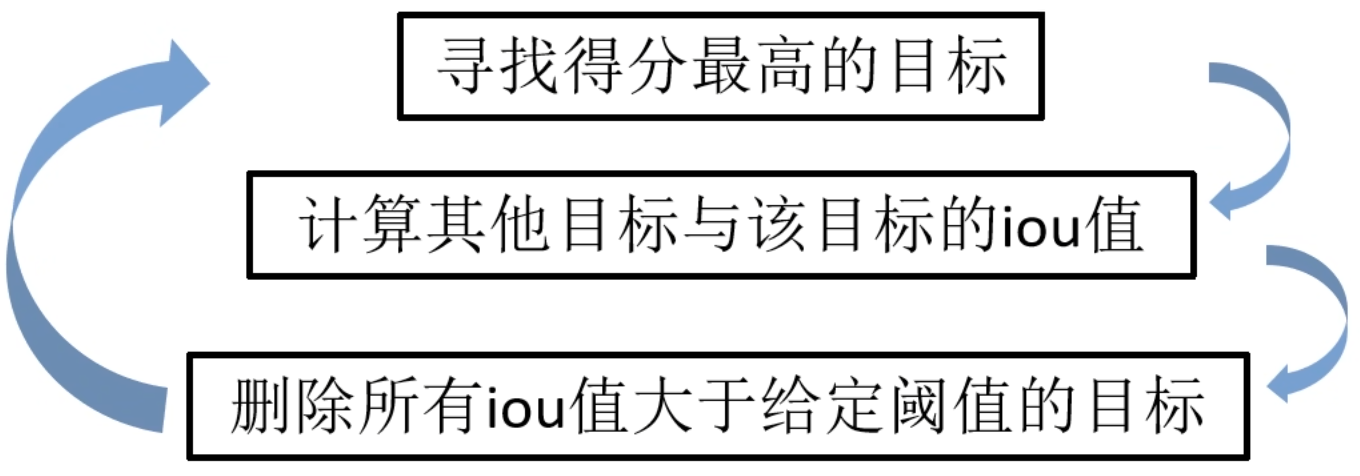 寻找得分最高的目标
计算其他目标与该目标的iou值
删除所有iou值大于给定阈值的目标